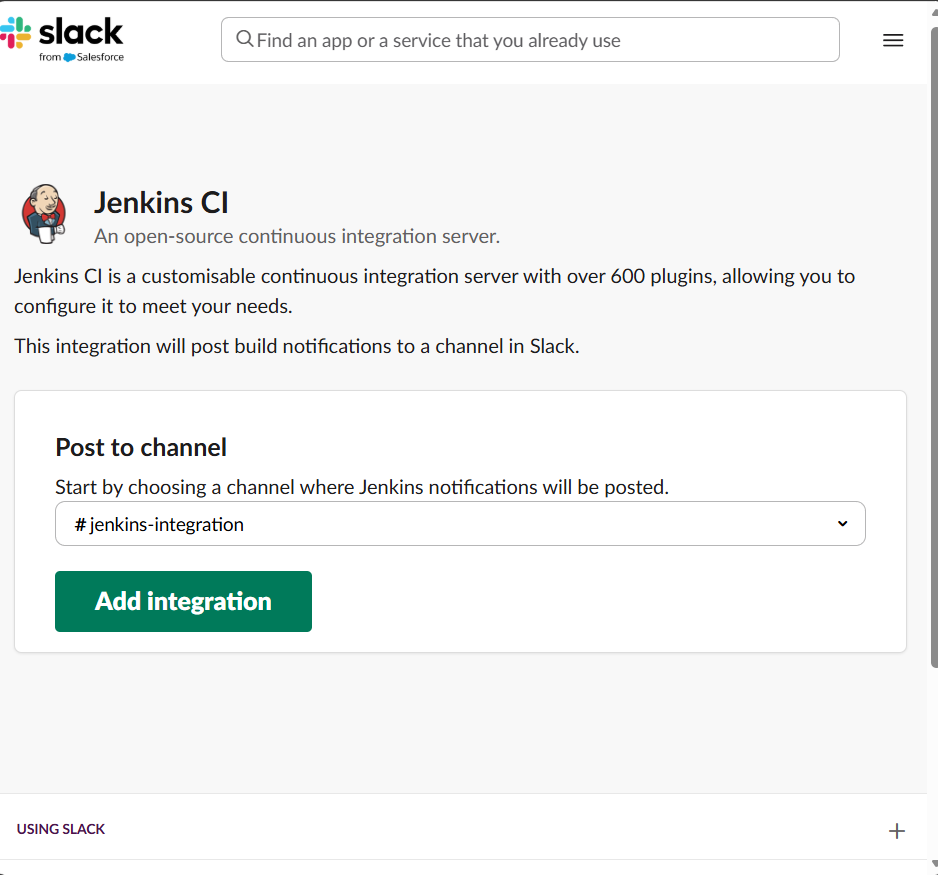 slack
from Salesforce
Find an app or a service that you already use
Jenkins CI
An open-source continuous integration server.
Jenkins CI is a customisable continuous integration server with over 600 plugins, allowing you to
configure it to meet your needs.
This integration will post build notifications to a channel in Slack.
Post to channel
Start by choosing a channel where Jenkins notifications will be posted.
# jenkins-integration
Add integration
USING SLACK